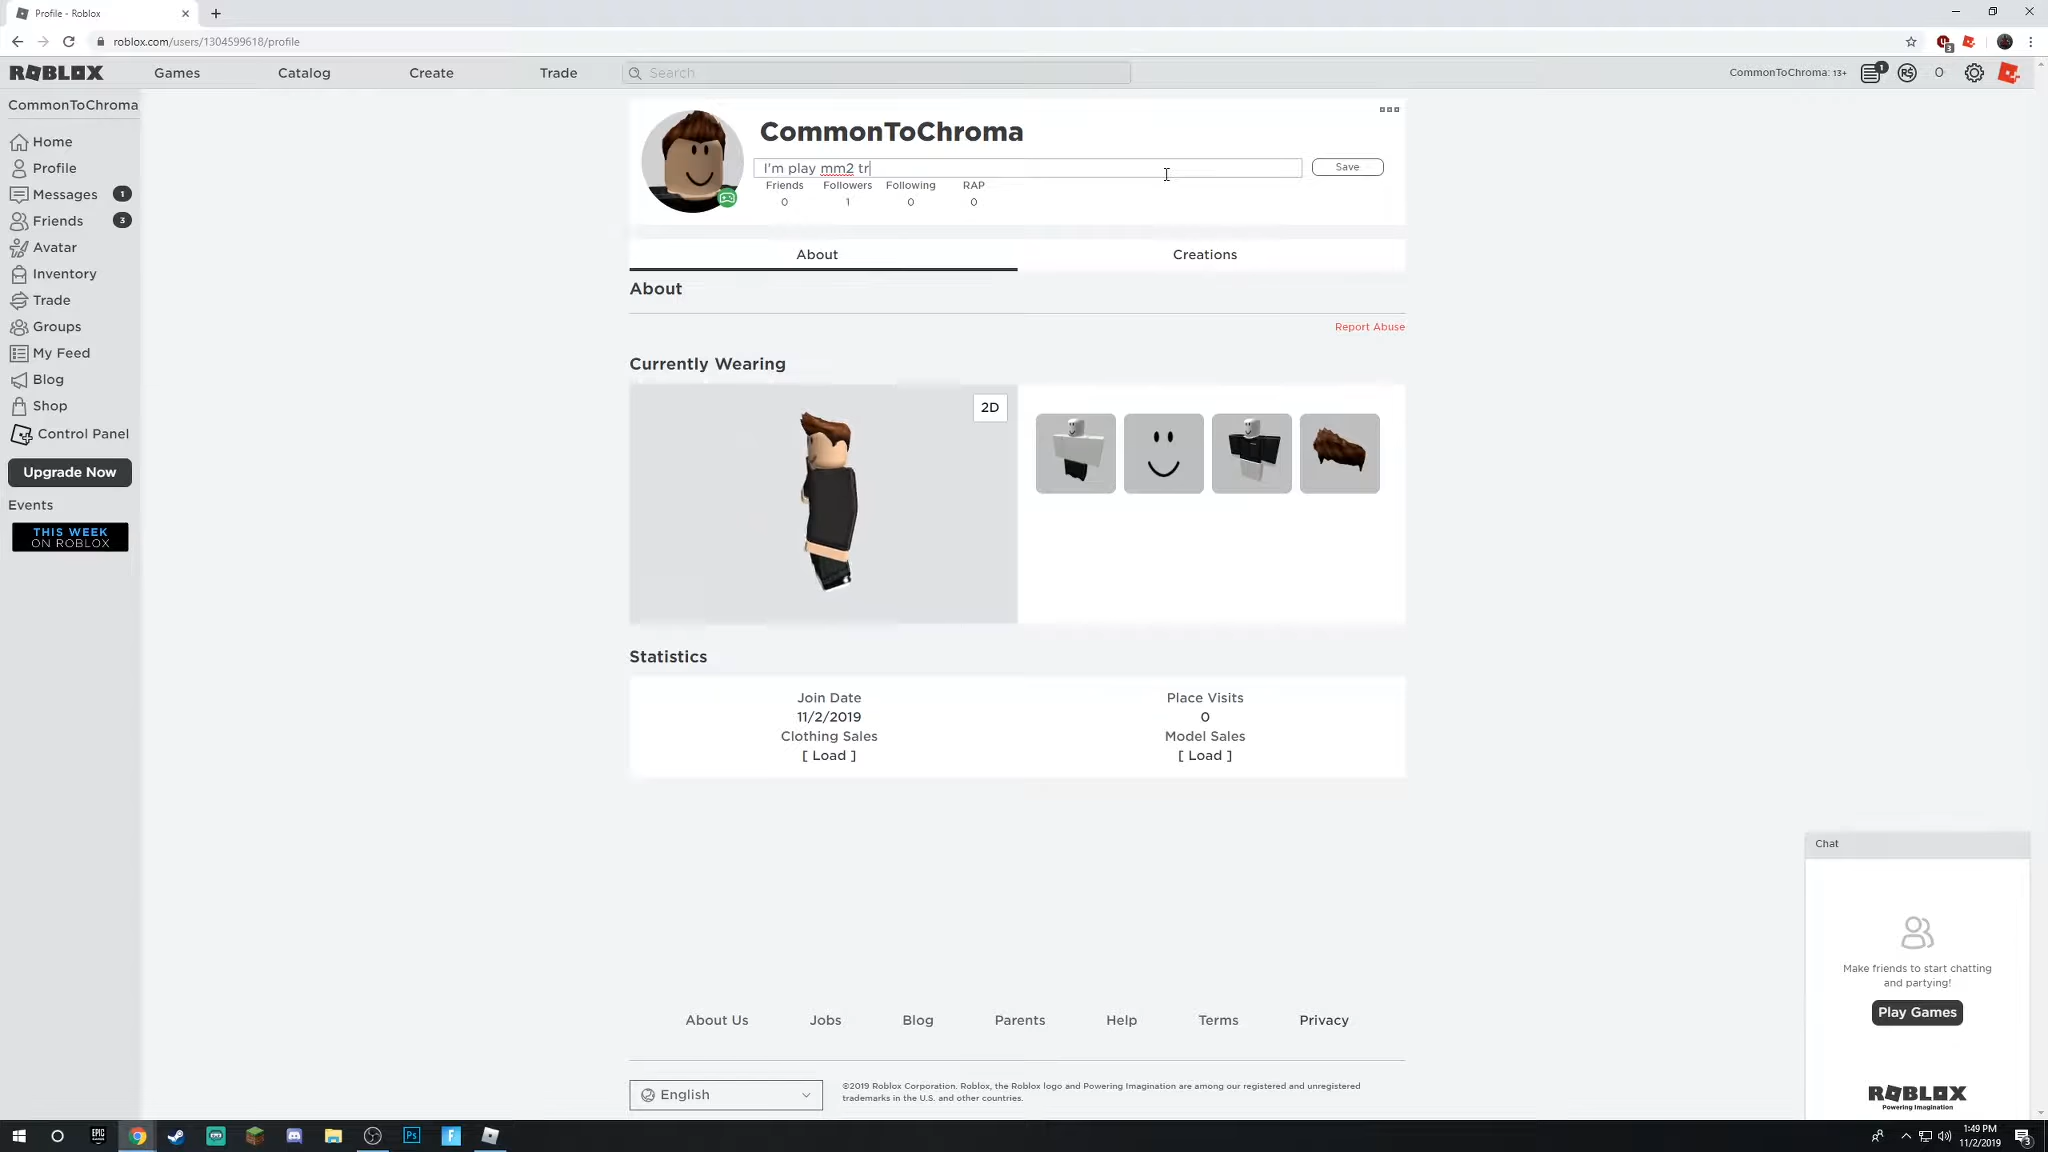 Profile - Roblox
roblox.com/users/1304599618/profile
3
ROBLOX
Games
Catalog
Create
Trade
Search
CommonToChroma: 13+
1
R$
0
CommonToChroma
Home
Profile
Messages 1
Friends 3
Avatar
Inventory
Trade
Groups
My Feed
Blog
Shop
Control Panel
Upgrade Now
Events
THIS WEEK
ON ROBLOX
CommonToChroma
I'm play mm2 tr
Save
Friends Followers Following RAP
0 1 0 0
About
Creations
About
Report Abuse
Currently Wearing
2D
Statistics
Join Date Place Visits
11/2/2019 0
Clothing Sales Model Sales
[ Load ] [ Load ]
Chat
Make friends to start chatting
and partying!
Play Games
ROBLOX
Powering Imagination
About Us Jobs Blog Parents Help Terms Privacy
English
©2019 Roblox Corporation. Roblox, the Roblox logo and Powering Imagination are among our registered and unregistered
trademarks in the U.S. and other countries.
EPIC
Ps
1:49 PM
11/2/2019
3